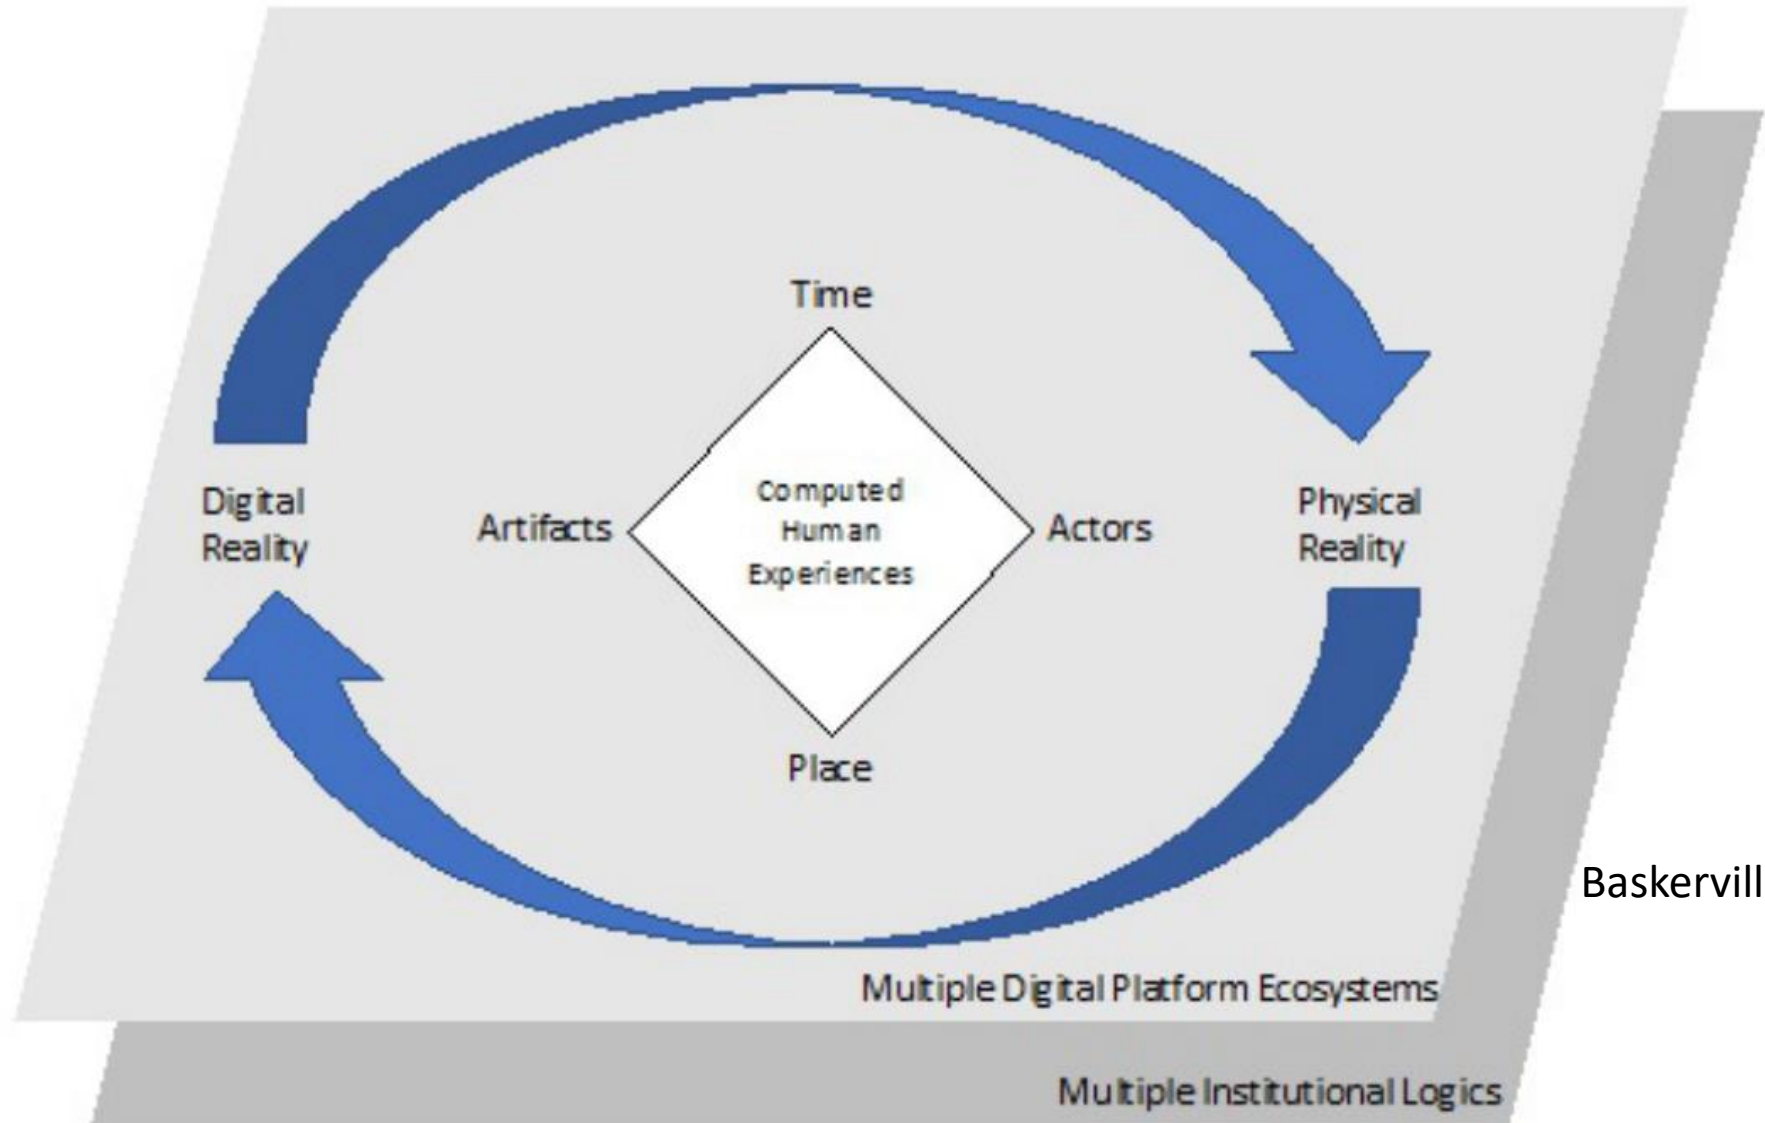 Time
Digital
Reality
Artifacts
Computed
Human
Experiences
Actors
Physical
Reality
Place
Baskervill
Multiple Digital Platform Ecosystems
Multiple Institutional Logics